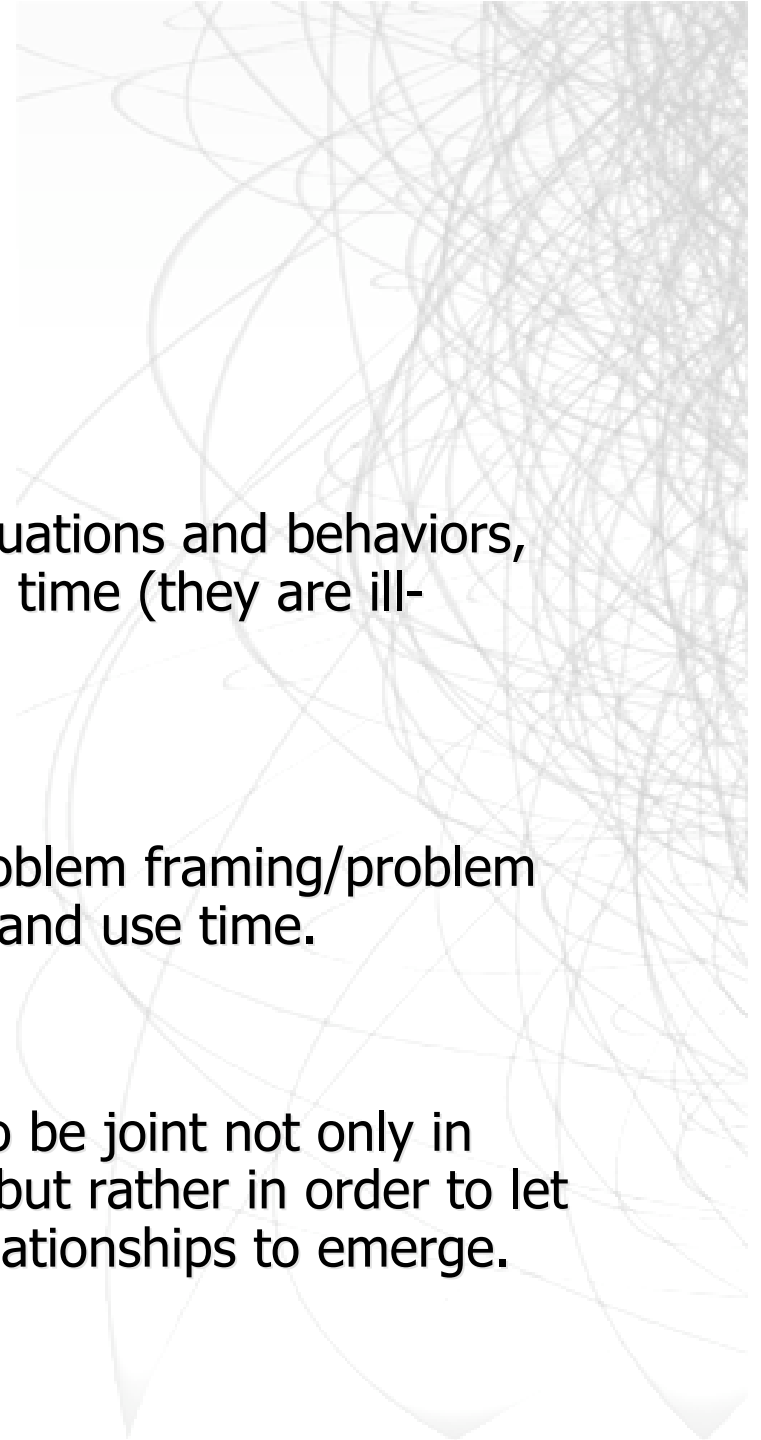 uations and behaviors,
time (they are ill-
oblem framing/problem
and use time.
o be joint not only in
but rather in order to let
ationships to emerge.